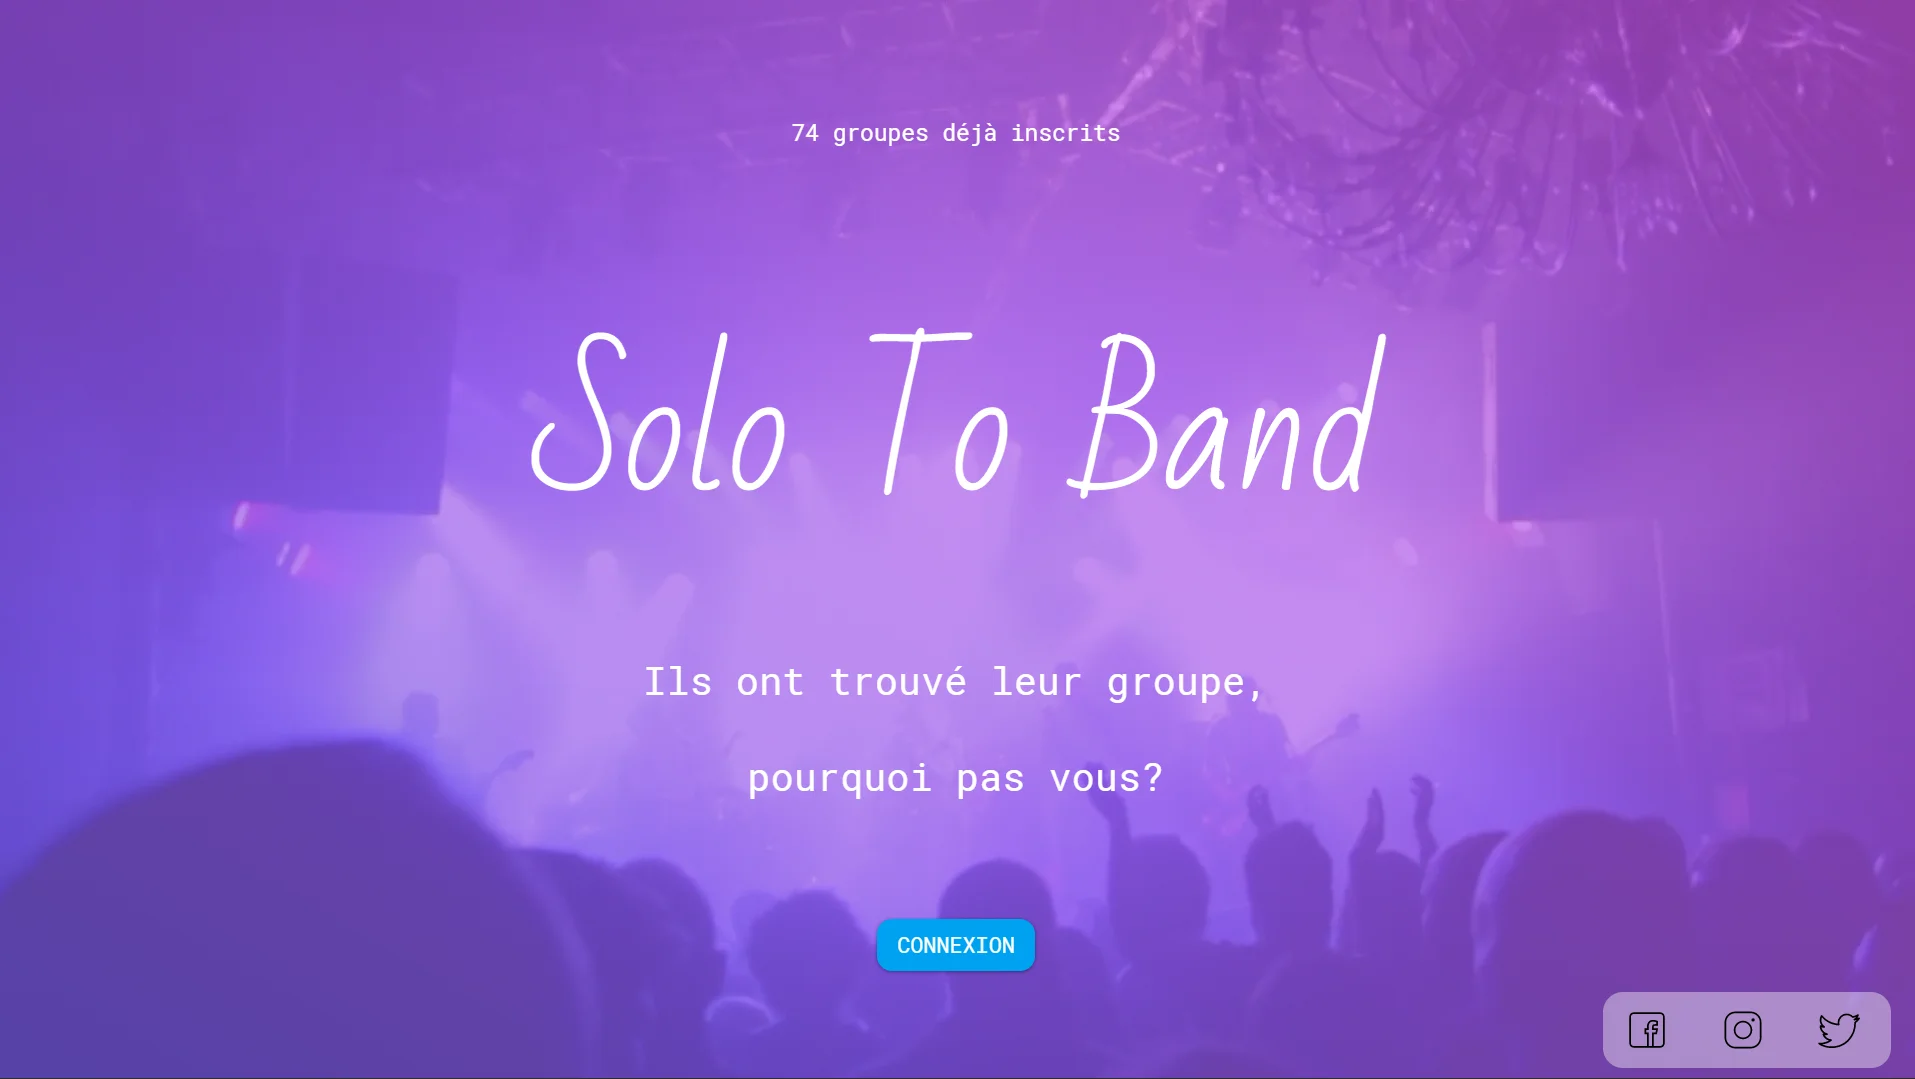 74 groupes déjà inscrits
Solo To Band
Ils ont trouvé leur groupe,
pourquoi pas vous?
CONNEXION